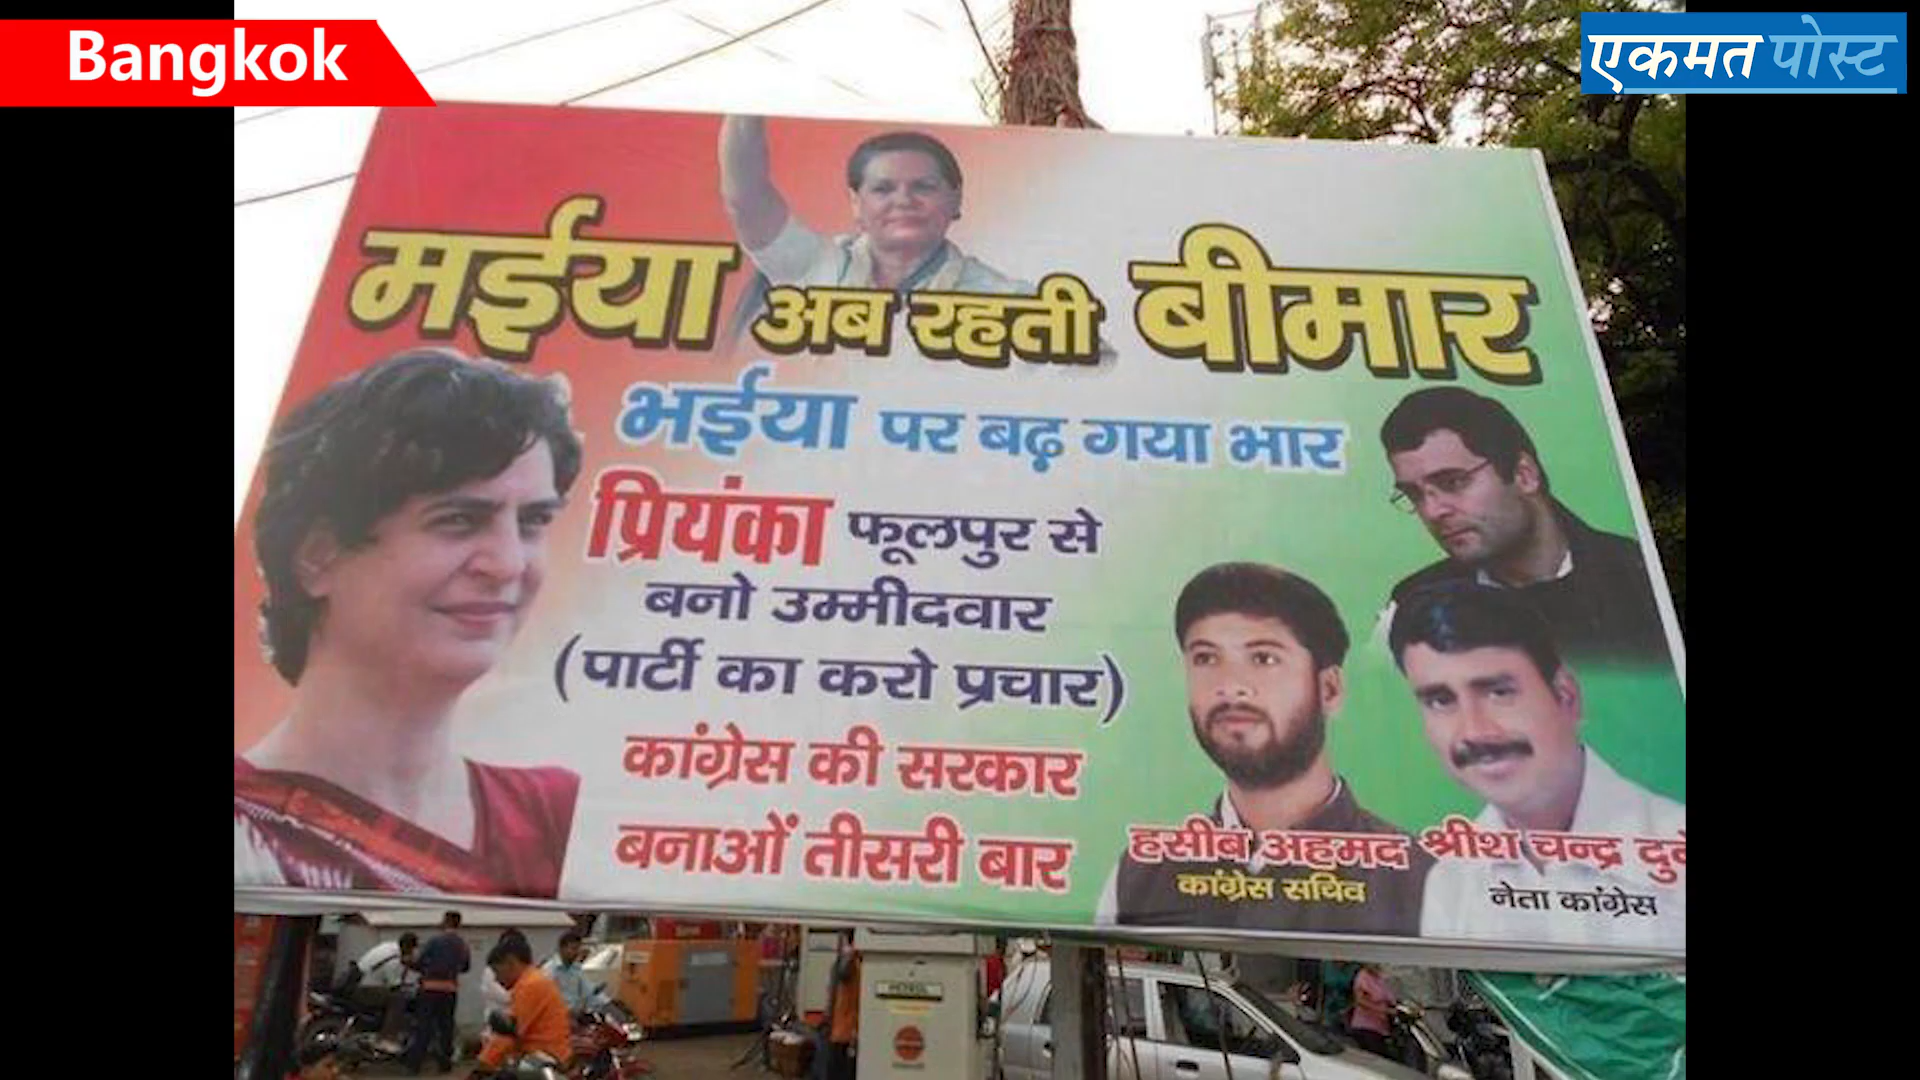 Bangkok
एकमत पोस्ट
मईया अब रहती बीमार
भईया पर बढ़ गया भार
प्रियंका फूलपुर से
बनो उम्मीदवार
(पार्टी का करो प्रचार)
कांग्रेस की सरकार
बनाओं तीसरी बार
हसीब अहमद
कांग्रेस सचिव
श्रीश चन्द्र
नेता कांग्रेस
PETROL